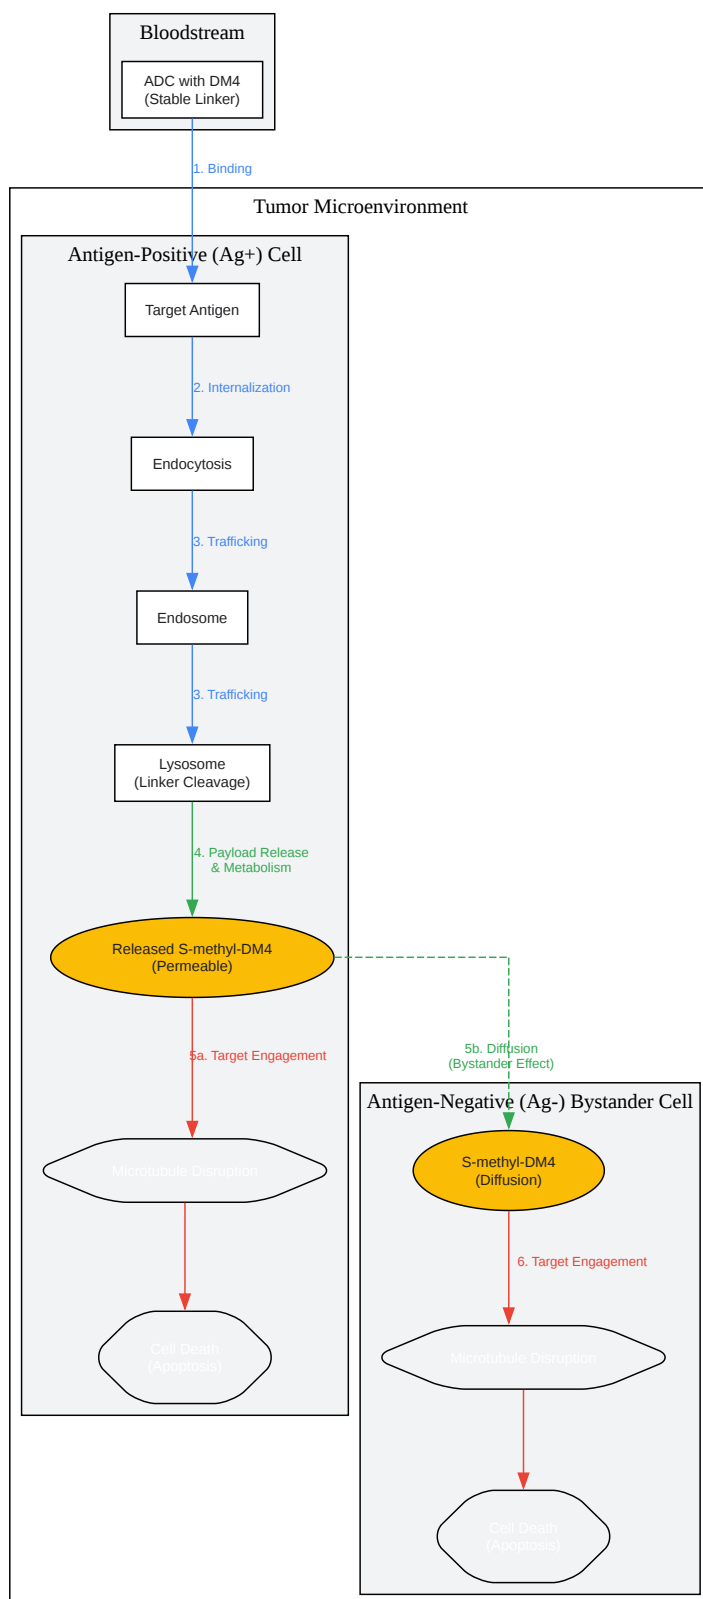 Bloodstream
ADC with DM4
(Stable Linker)
1. Binding
Tumor Microenvironment
Antigen-Positive (Ag+) Cell
Target Antigen
2. Internalization
Endocytosis
3. Trafficking
Endosome
3. Trafficking
Lysosome
(Linker Cleavage)
4. Payload Release
& Metabolism
Released S-methyl-DM4
(Permeable)
5a. Target Engagement
Microtubule Disruption
Cell Death
(Apoptosis)
5b. Diffusion
(Bystander Effect)
Antigen-Negative (Ag-) Bystander Cell
S-methyl-DM4
(Diffusion)
6. Target Engagement
Microtubule Disruption
Cell Death
(Apoptosis)